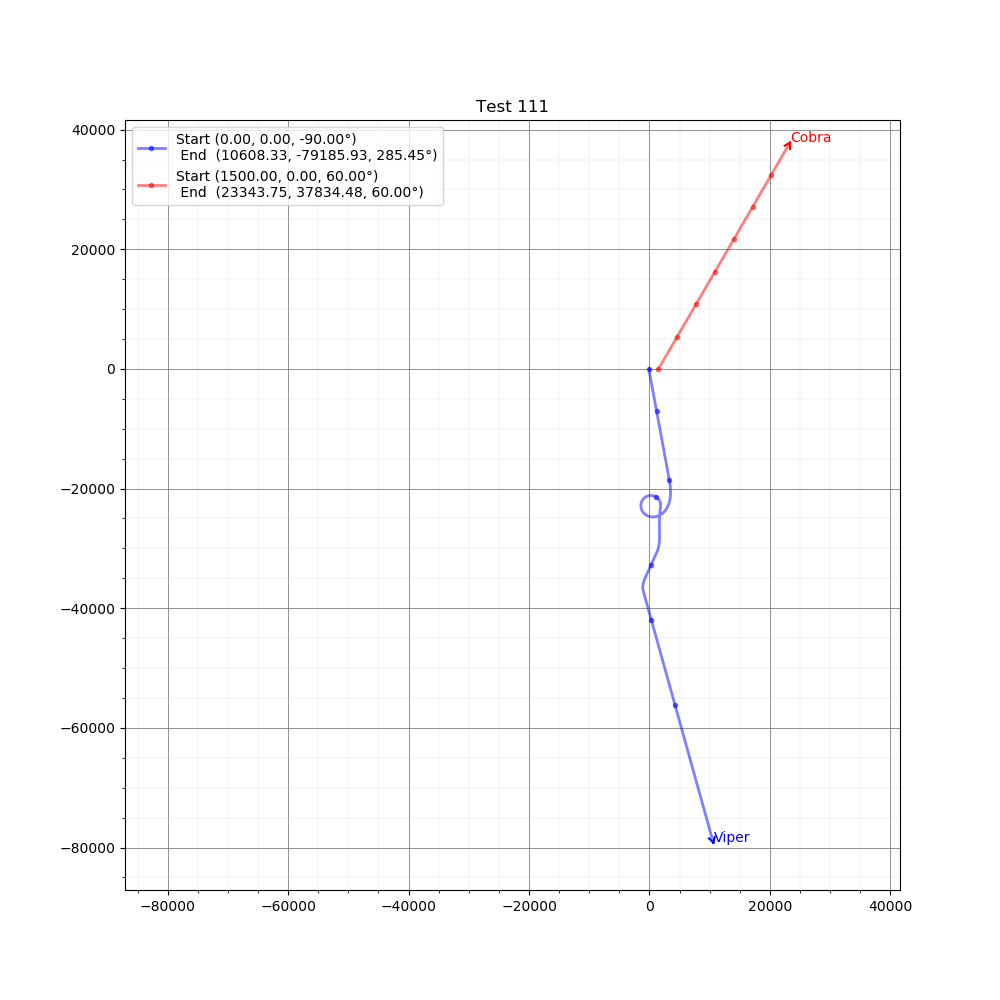 Test 111
Start (0.00, 0.00, -90.00°)
End  (10608.33, -79185.93, 285.45°)
Start (1500.00, 0.00, 60.00°)
End  (23343.75, 37834.48, 60.00°)
Cobra
Viper
40000
20000
0
−20000
−40000
−60000
−80000
−80000 −60000 −40000 −20000 0 20000 40000